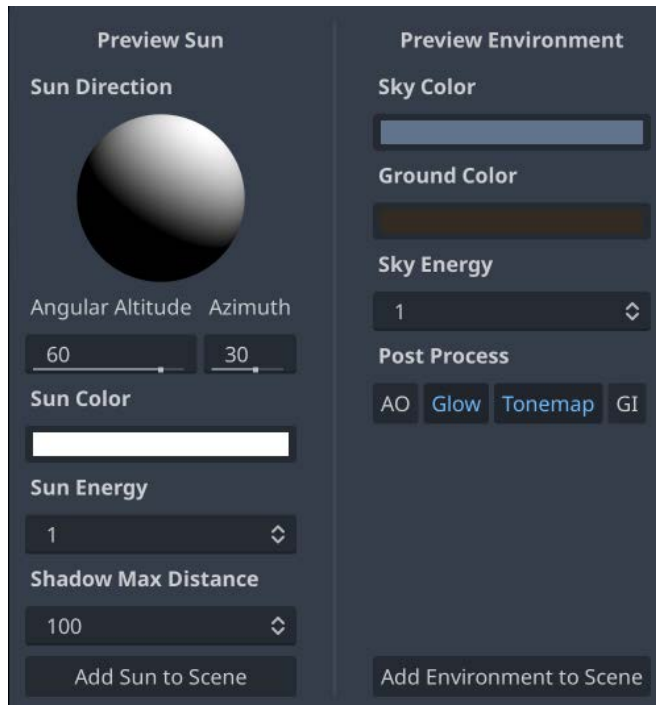 Preview Sun
Sun Direction
Angular Altitude Azimuth
60 30
Sun Color
Sun Energy
1
Shadow Max Distance
100
Add Sun to Scene
Preview Environment
Sky Color
Ground Color
Sky Energy
1
Post Process
AO Glow Tonemap GI
Add Environment to Scene